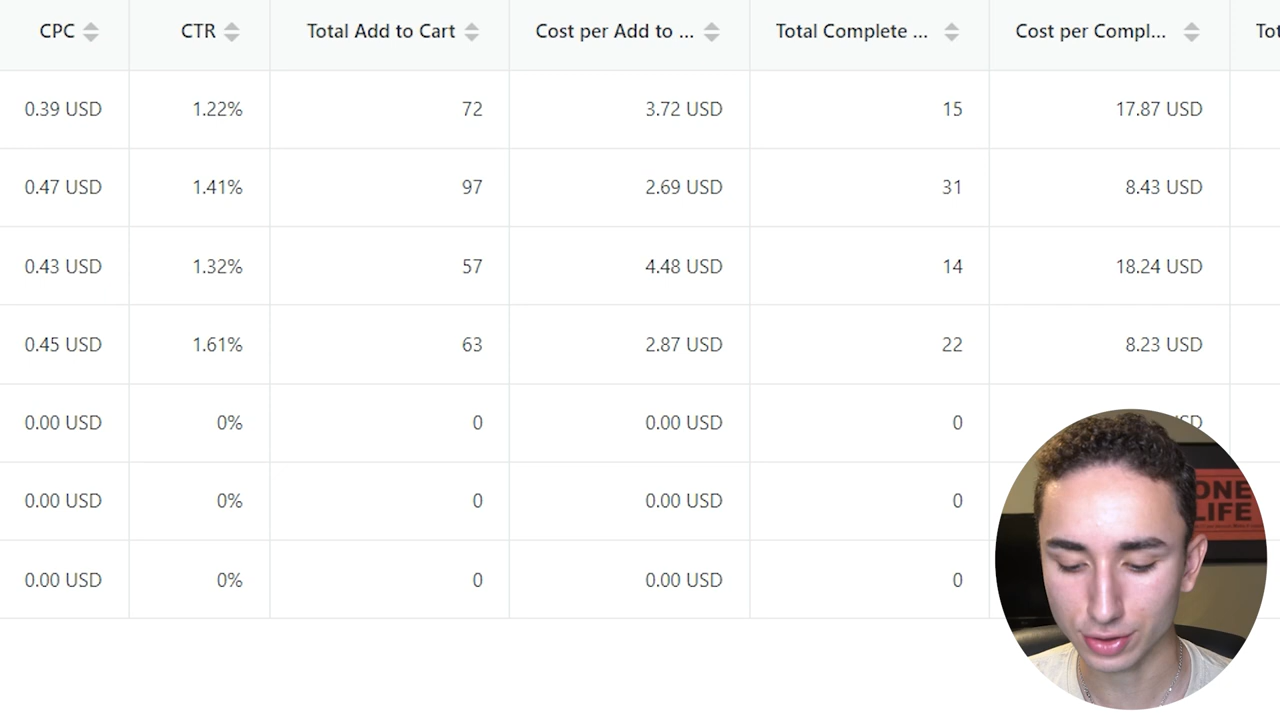 CPC CTR Total Add to Cart Cost per Add to ... Total Complete ... Cost per Compl... Tot
0.39 USD 1.22% 72 3.72 USD 15 17.87 USD
0.47 USD 1.41% 97 2.69 USD 31 8.43 USD
0.43 USD 1.32% 57 4.48 USD 14 18.24 USD
0.45 USD 1.61% 63 2.87 USD 22 8.23 USD
0.00 USD 0% 0 0.00 USD 0 SD
0.00 USD 0% 0 0.00 USD 0
0.00 USD 0% 0 0.00 USD 0
ONE
LIFE